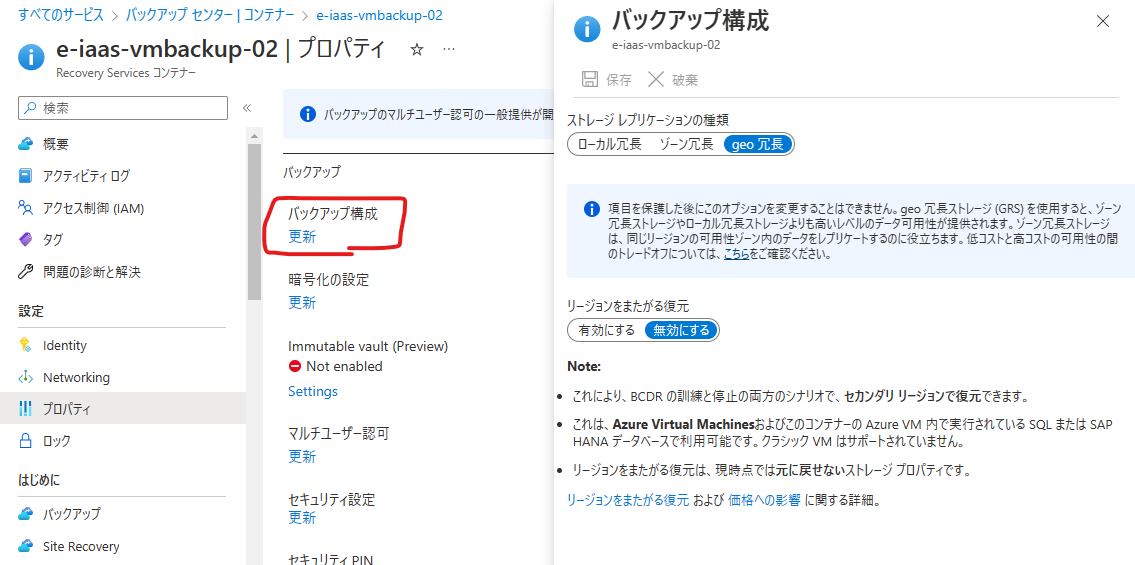 すべてのサービス > バックアップ センター | コンテナー > e-iaas-vmbackup-02
e-iaas-vmbackup-02 | プロパティ ☆ …
Recovery Services コンテナー
検索 «
概要
アクティビティ ログ
アクセス制御 (IAM)
タグ
問題の診断と解決
設定
Identity
Networking
プロパティ
ロック
はじめに
バックアップ
Site Recovery
バックアップのマルチユーザー認可の一般提供が開
バックアップ
バックアップ構成
更新
暗号化の設定
更新
Immutable vault (Preview)
Not enabled
Settings
マルチユーザー認可
更新
セキュリティ設定
更新
セキュリティ PIN
バックアップ構成
e-iaas-vmbackup-02
保存 破棄
ストレージ レプリケーションの種類
ローカル冗長 ゾーン冗長 geo 冗長
項目を保護した後にこのオプションを変更することはできません。geo 冗長ストレージ (GRS) を使用すると、ゾーン
冗長ストレージやローカル冗長ストレージよりも高いレベルのデータ可用性が提供されます。ゾーン冗長ストレージ
は、同じリージョンの可用性ゾーン内のデータをレプリケートするのに役立ちます。低コストと高コストの可用性の間
のトレードオフについては、こちらをご確認ください。
リージョンをまたがる復元
有効にする 無効にする
Note:
• これにより、BCDR の訓練と停止の両方のシナリオで、セカンダリ リージョンで復元できます。
• これは、Azure Virtual Machinesおよびこのコンテナーの Azure VM 内で実行されている SQL または SAP
HANA データベースで利用可能です。クラシック VM はサポートされていません。
• リージョンをまたがる復元は、現時点では元に戻せないストレージ プロパティです。
リージョンをまたがる復元 および 価格への影響 に関する詳細。